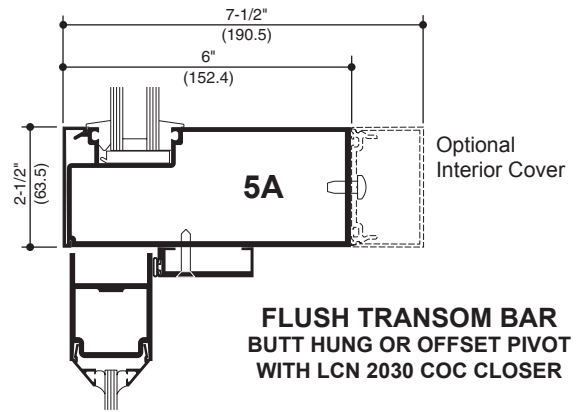 7-1/2"
(190.5)
6"
(152.4)
2-1/2"
(63.5)
5A
Optional
Interior Cover
FLUSH TRANSOM BAR
BUTT HUNG OR OFFSET PIVOT
WITH LCN 2030 COC CLOSER